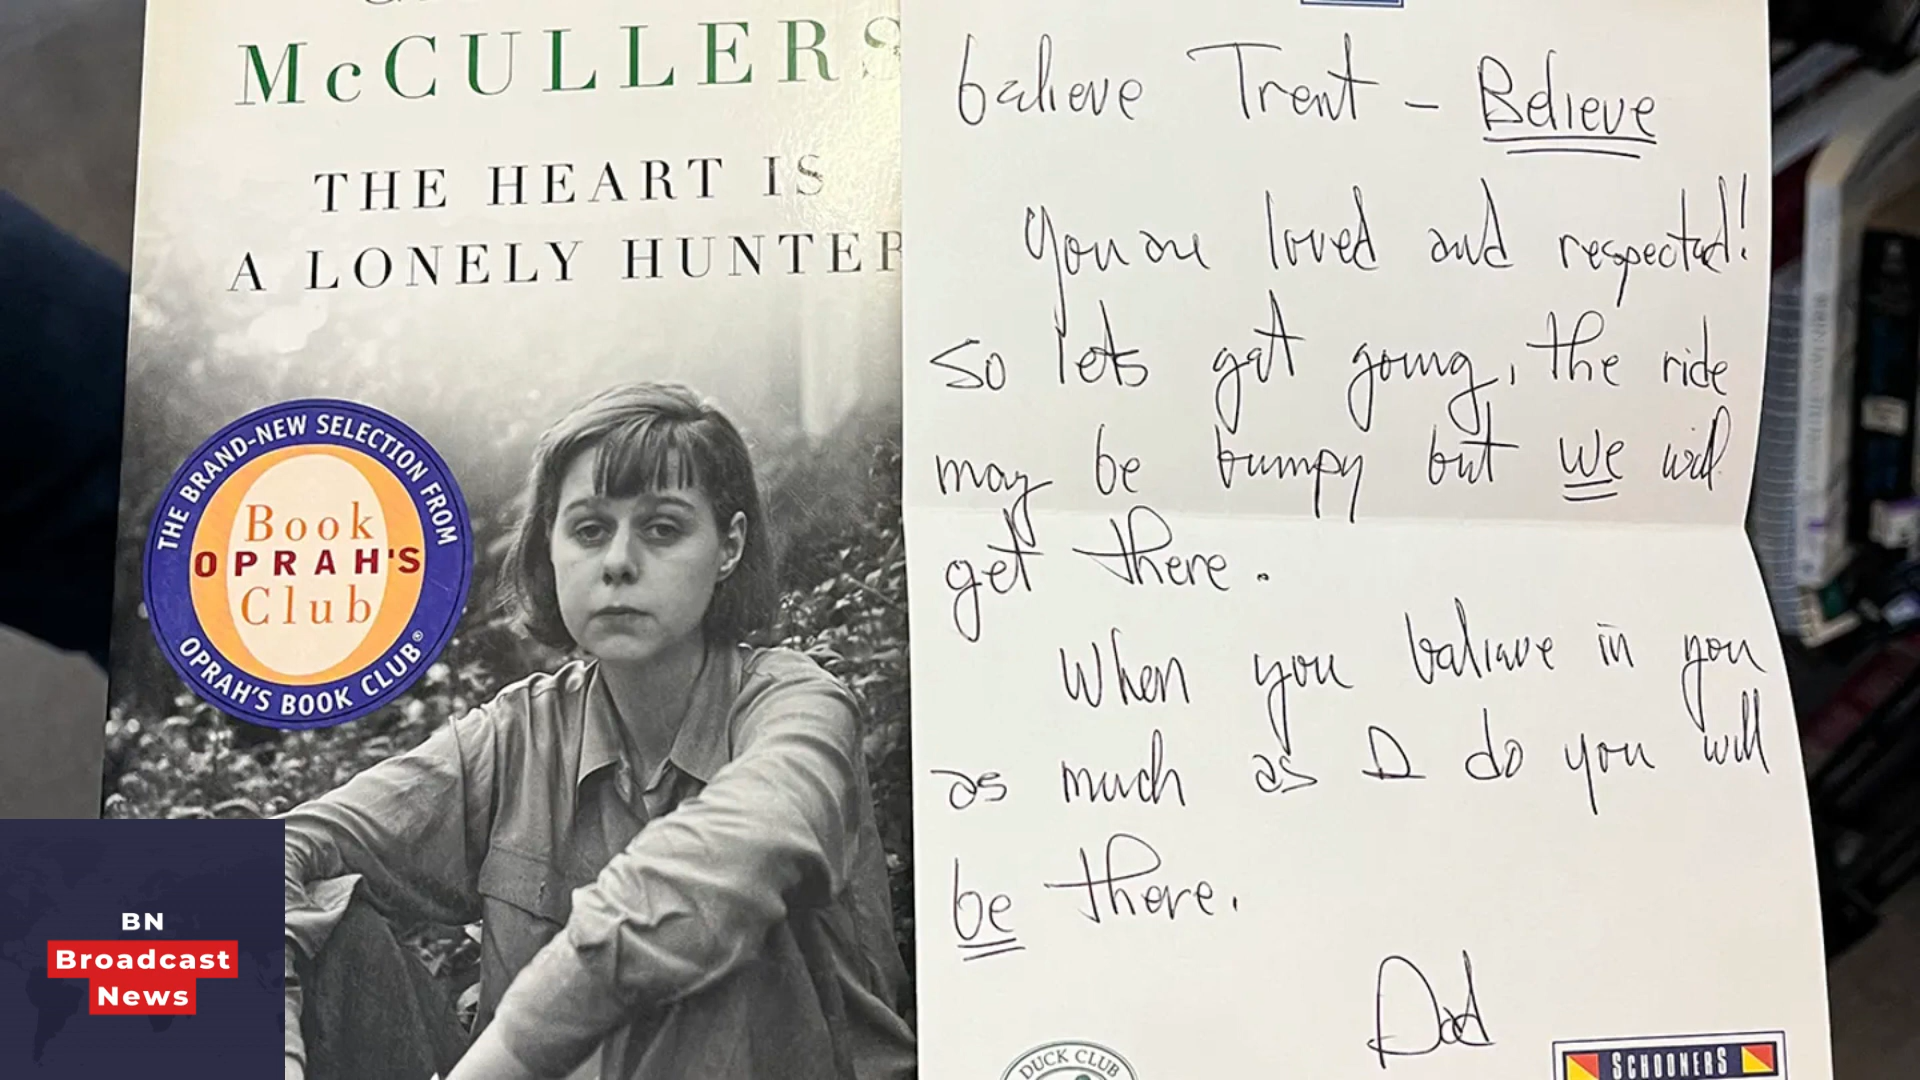 McCULLERS
THE HEART IS
A LONELY HUNTER
THE BRAND-NEW SELECTION FROM
Book
OPRAH'S
Club
OPRAH'S BOOK CLUB®
believe Trent - Believe
You are loved and respected!
so lets get going, the ride
may be bumpy but we will
get there.
When you believe in you
as much as I do you will
be there.
Dad
DUCK CLUB
SCHOONERS
BN
Broadcast
News